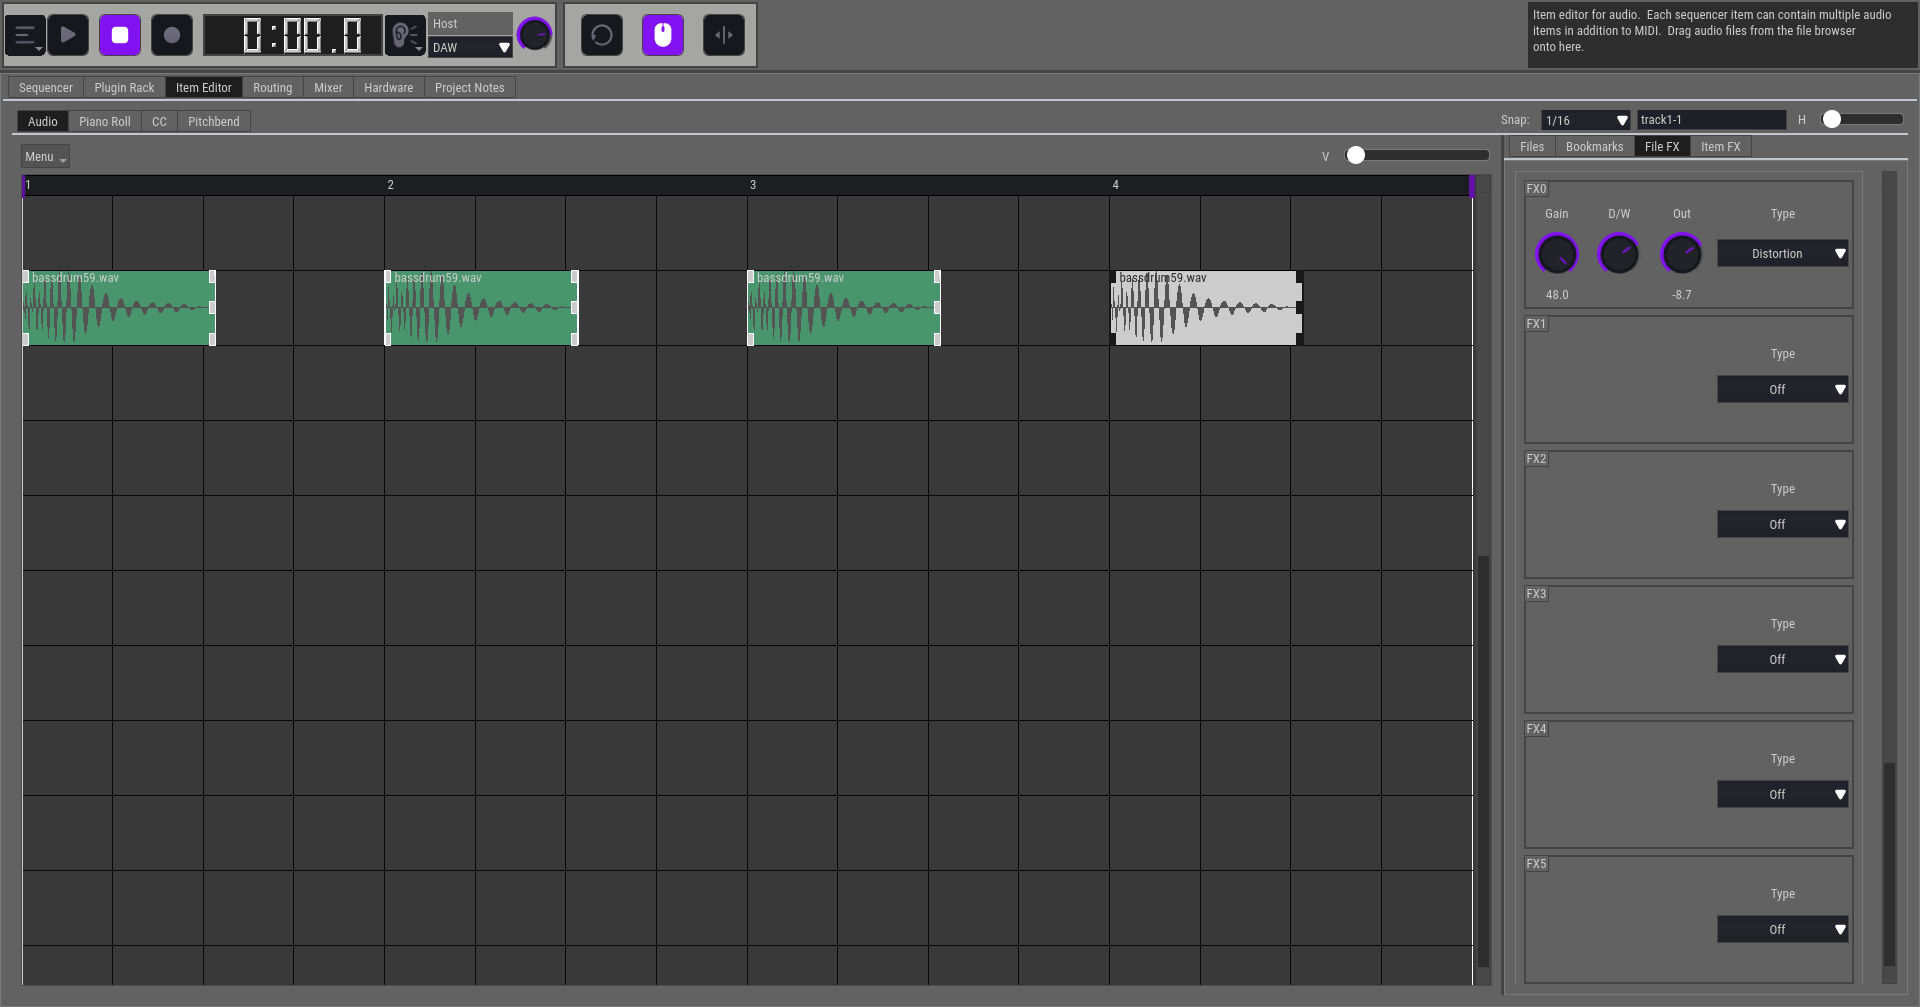 Host
DAW
0:00.0
Item editor for audio. Each sequencer item can contain multiple audio
items in addition to MIDI. Drag audio files from the file browser
onto here.
Sequencer Plugin Rack Item Editor Routing Mixer Hardware Project Notes
Audio Piano Roll CC Pitchbend
Snap: 1/16 track1-1 H
Menu
V
Files Bookmarks File FX Item FX
1 2 3 4
bassdrum59.wav bassdrum59.wav bassdrum59.wav bassdrum59.wav
FX0
Gain D/W Out Type
Distortion
48.0 -8.7
FX1
Type
Off
FX2
Type
Off
FX3
Type
Off
FX4
Type
Off
FX5
Type
Off